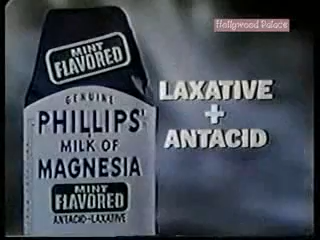 Hollywood Palace
MINT
FLAVORED
GENUINE
PHILLIPS'
MILK OF
MAGNESIA
MINT
FLAVORED
ANTACID-LAXATIVE
LAXATIVE
+
ANTACID